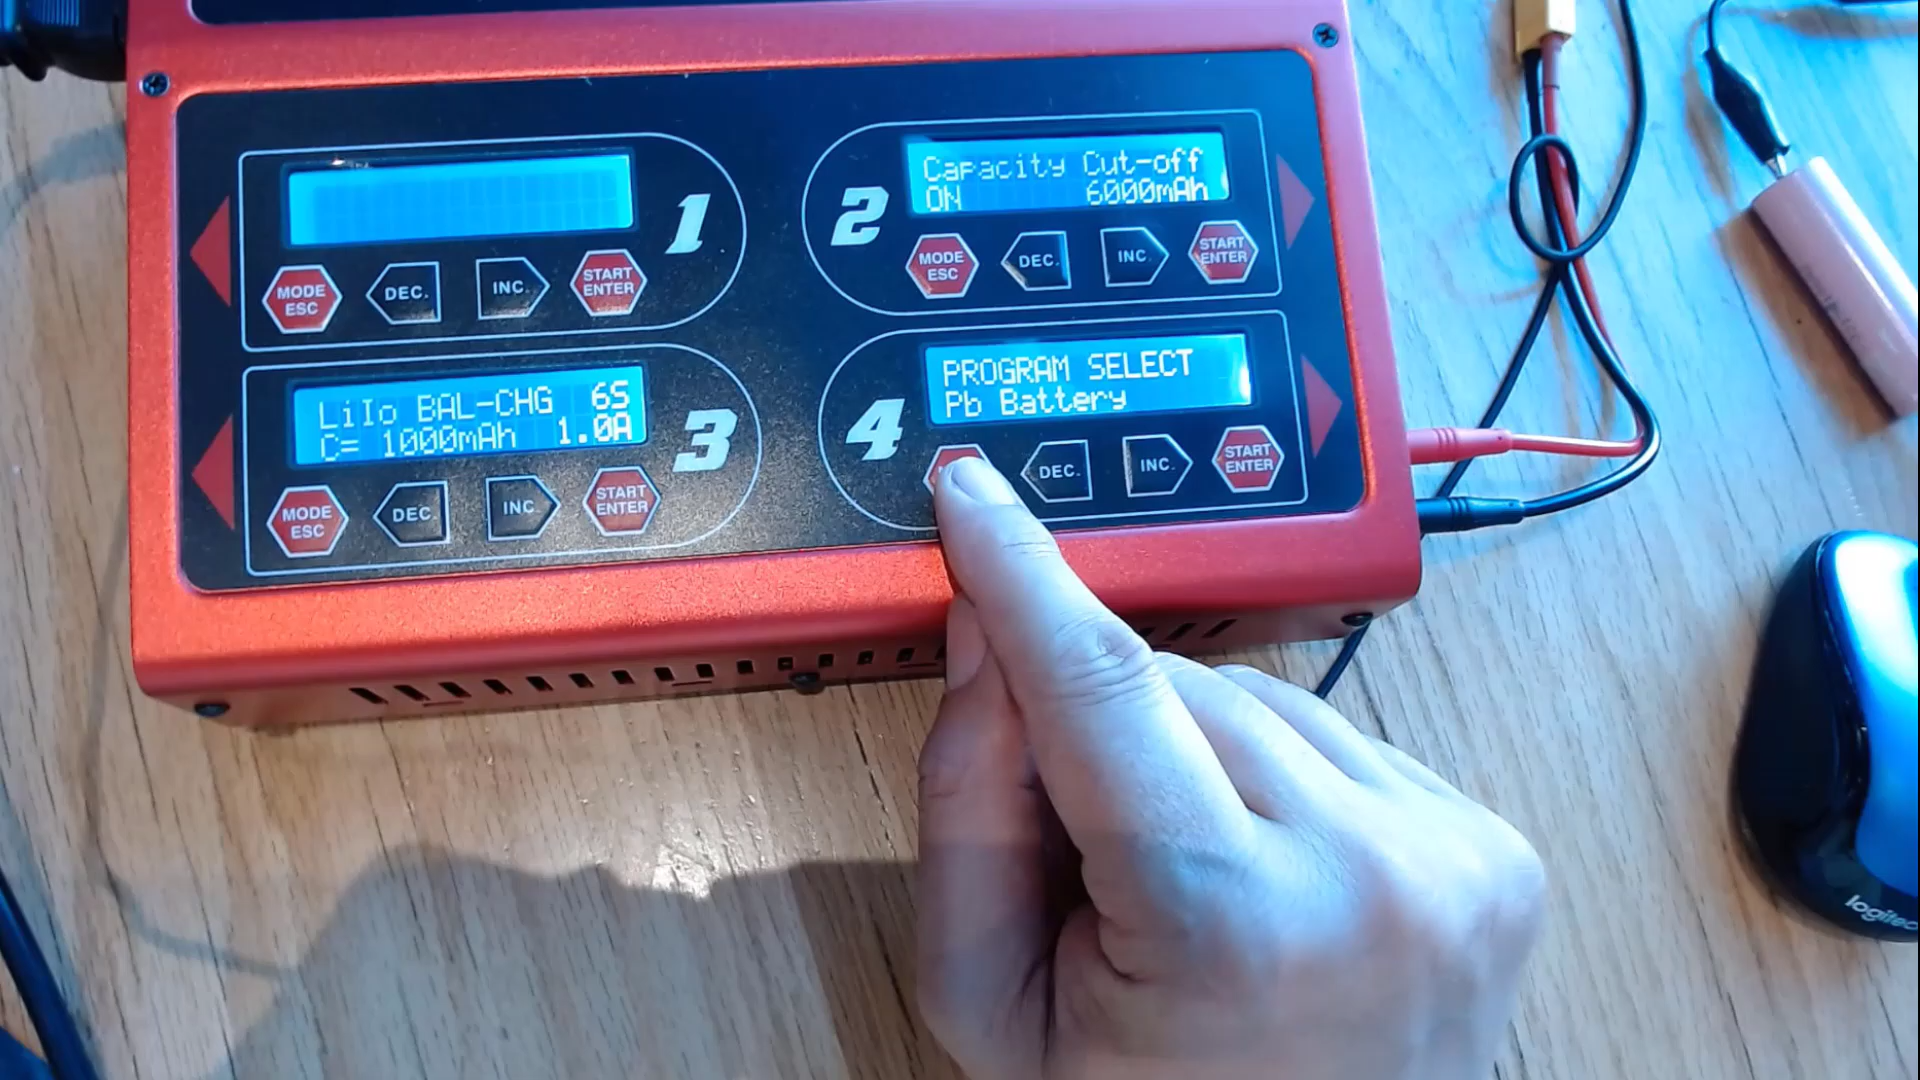 1
MODE
ESC
DEC.
INC.
START
ENTER
2
Capacity Cut-off
ON 6000mAh
MODE
ESC
DEC.
INC.
START
ENTER
3
LiIo BAL-CHG 6S
C= 1000mAh 1.0A
MODE
ESC
DEC.
INC.
START
ENTER
4
PROGRAM SELECT
Pb Battery
DEC.
INC.
START
ENTER